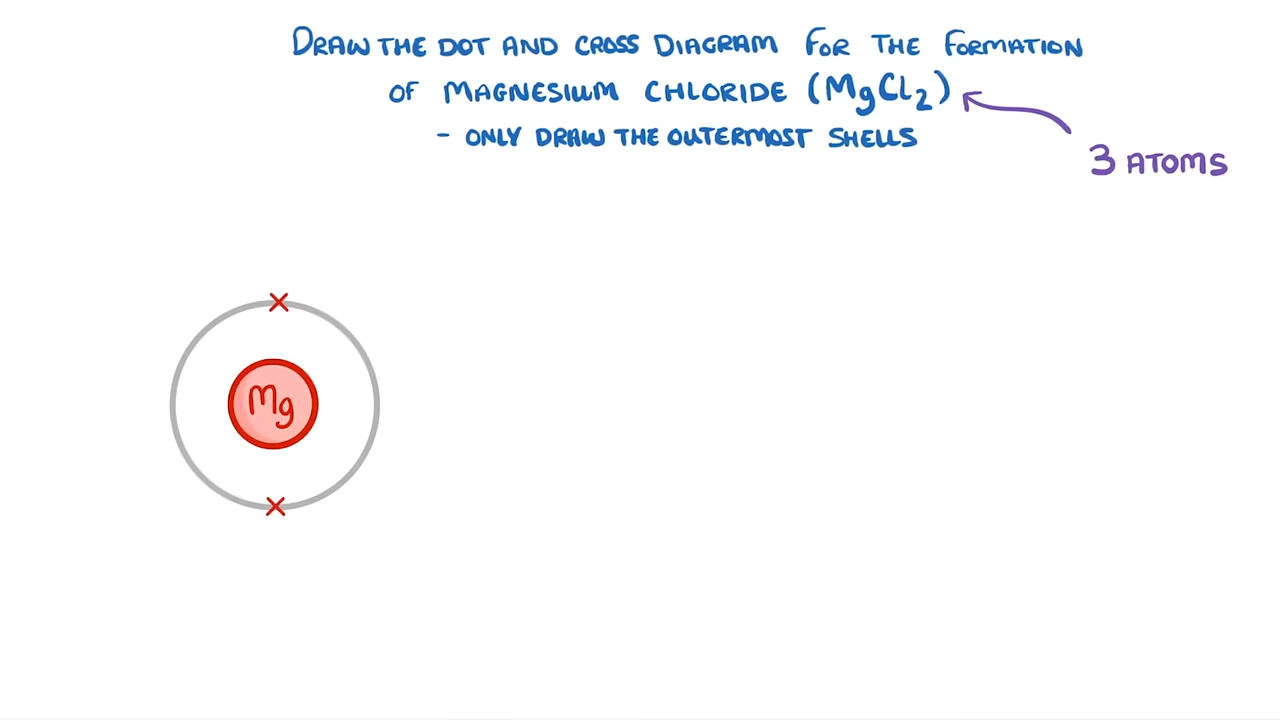 DRAW THE DOT AND CROSS DIAGRAM FOR THE FORMATION
OF MAGNESIUM CHLORIDE (MgCl₂)
- ONLY DRAW THE OUTERMOST SHELLS
3 ATOMS
Mg